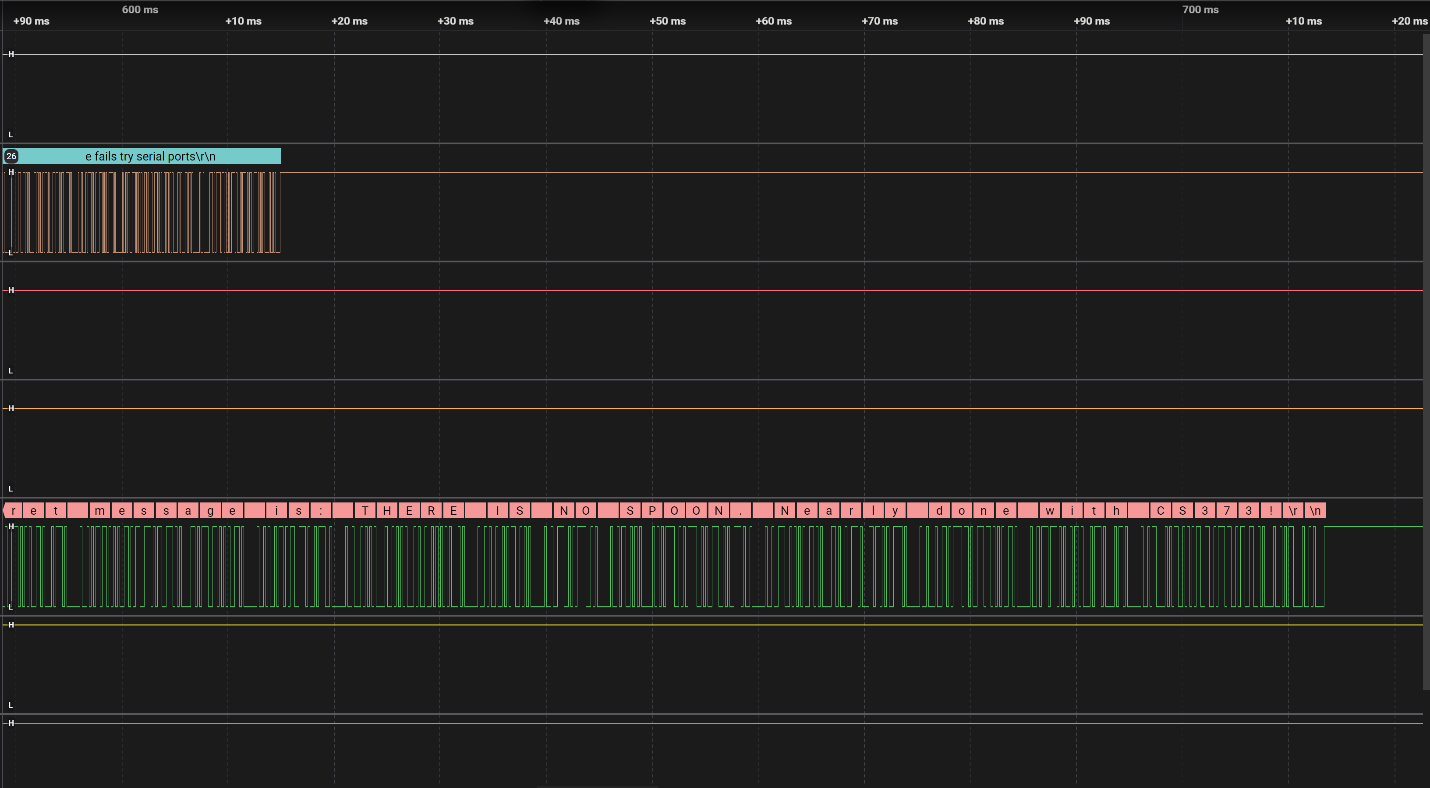 600 ms 700 ms
+90 ms +10 ms +20 ms +30 ms +40 ms +50 ms +60 ms +70 ms +80 ms +90 ms +10 ms +20 ms
H
L
26 e fails try serial ports\r\n
H
L
H
L
H
L
r e t m e s s a g e i s : T H E R E I S N O S P O O N . N e a r l y d o n e w i t h C S 3 7 3 ! \r \n
H
L
H
L
H